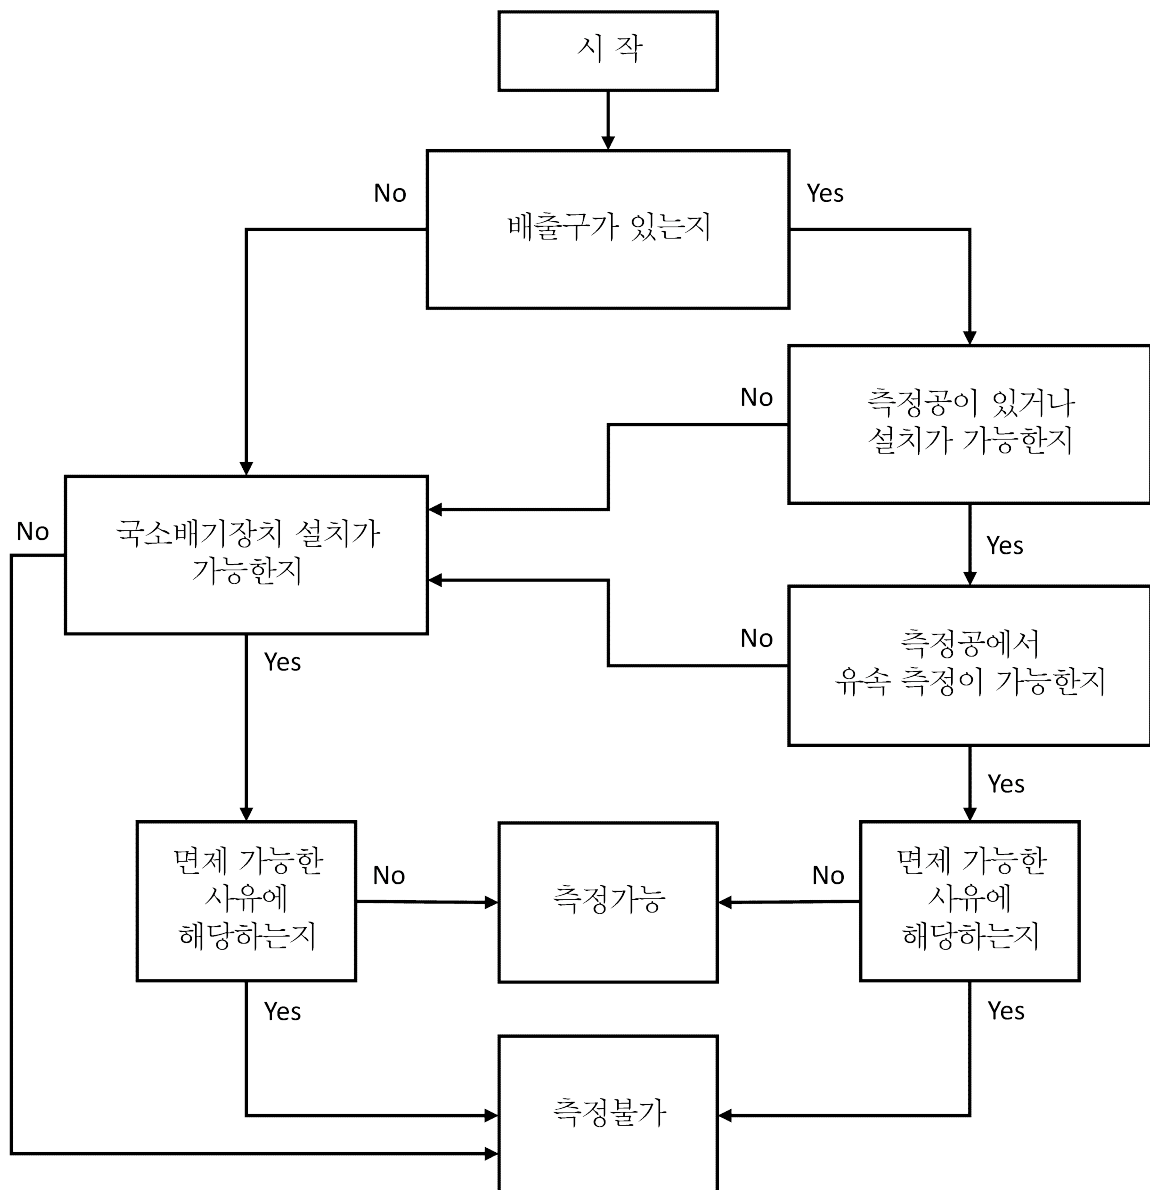 시 작
No
Yes
배출구가 있는지
No
측정공이 있거나
설치가 가능한지
No
국소배기장치 설치가
가능한지
Yes
No
측정공에서
유속 측정이 가능한지
Yes
Yes
면제 가능한
사유에
해당하는지
No
측정가능
No
면제 가능한
사유에
해당하는지
Yes
Yes
측정불가